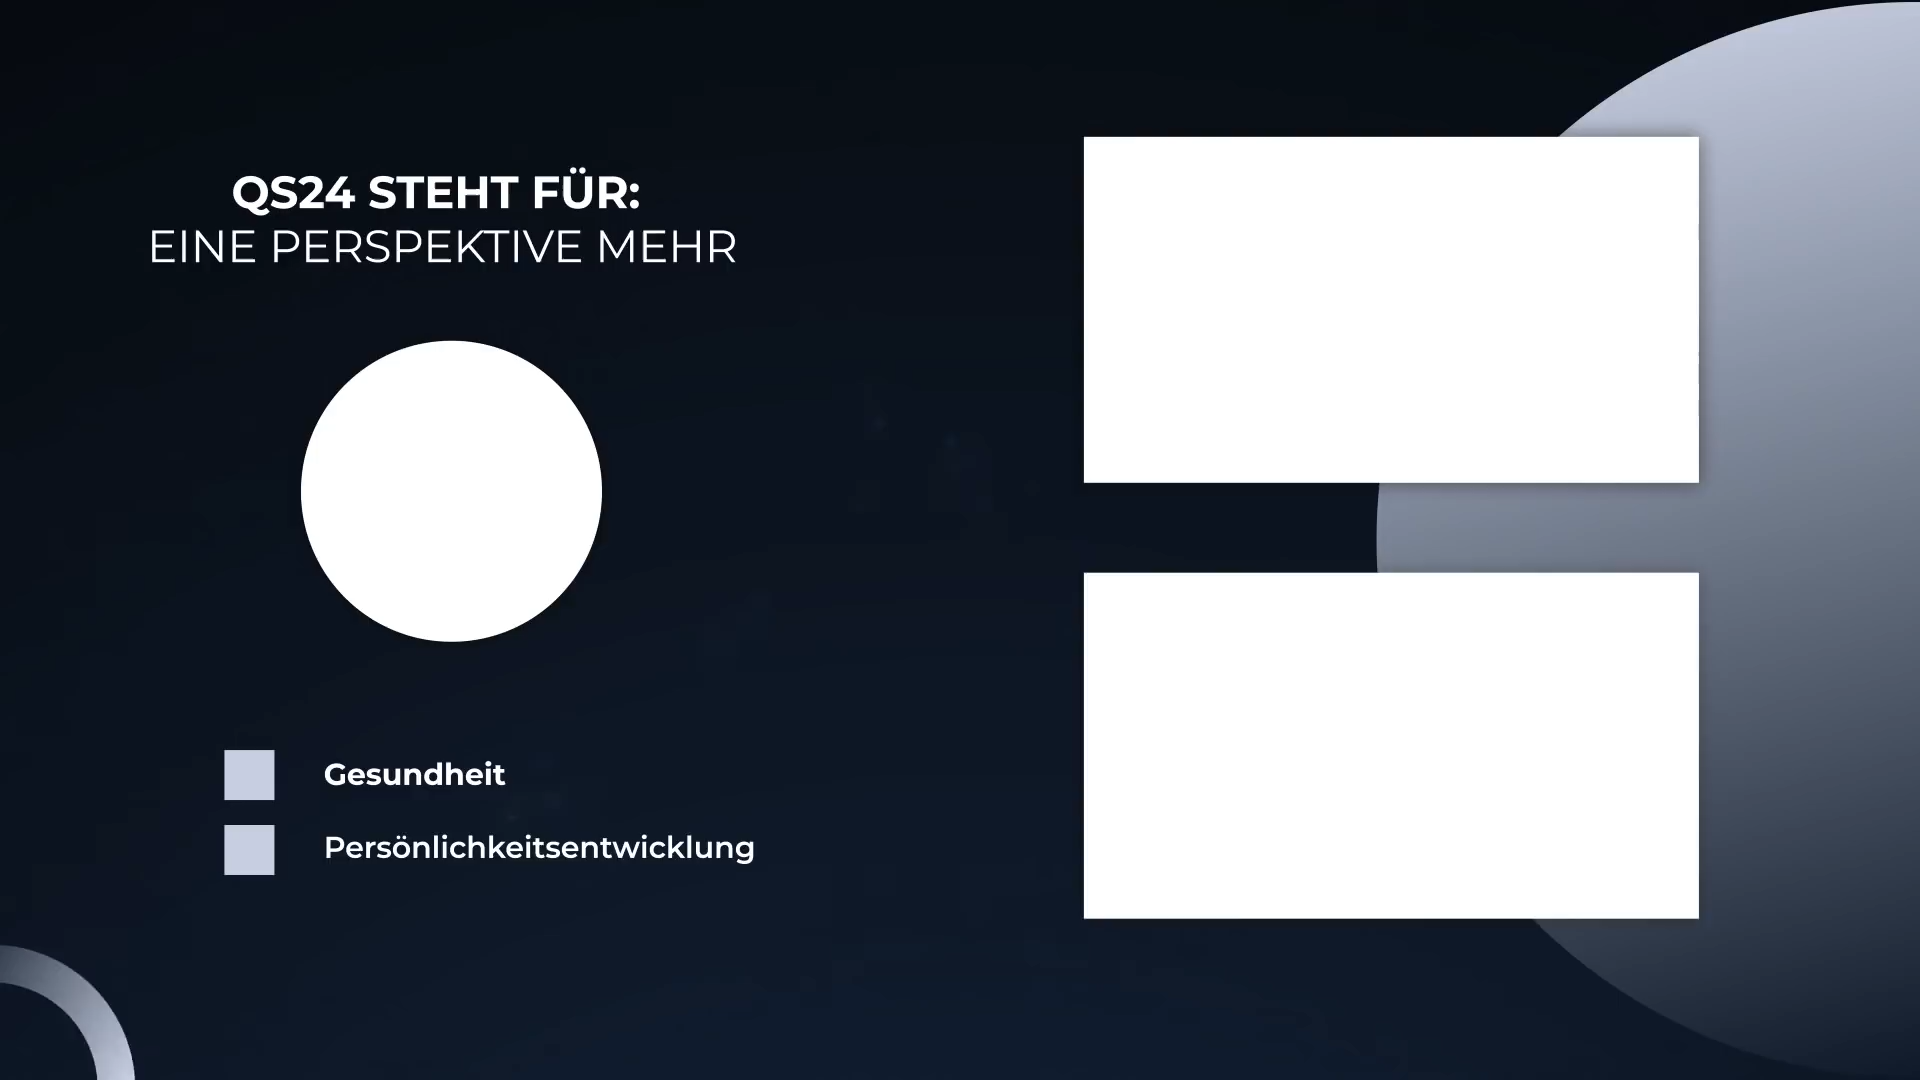 QS24 STEHT FÜR:
EINE PERSPEKTIVE MEHR
Gesundheit
Persönlichkeitsentwicklung